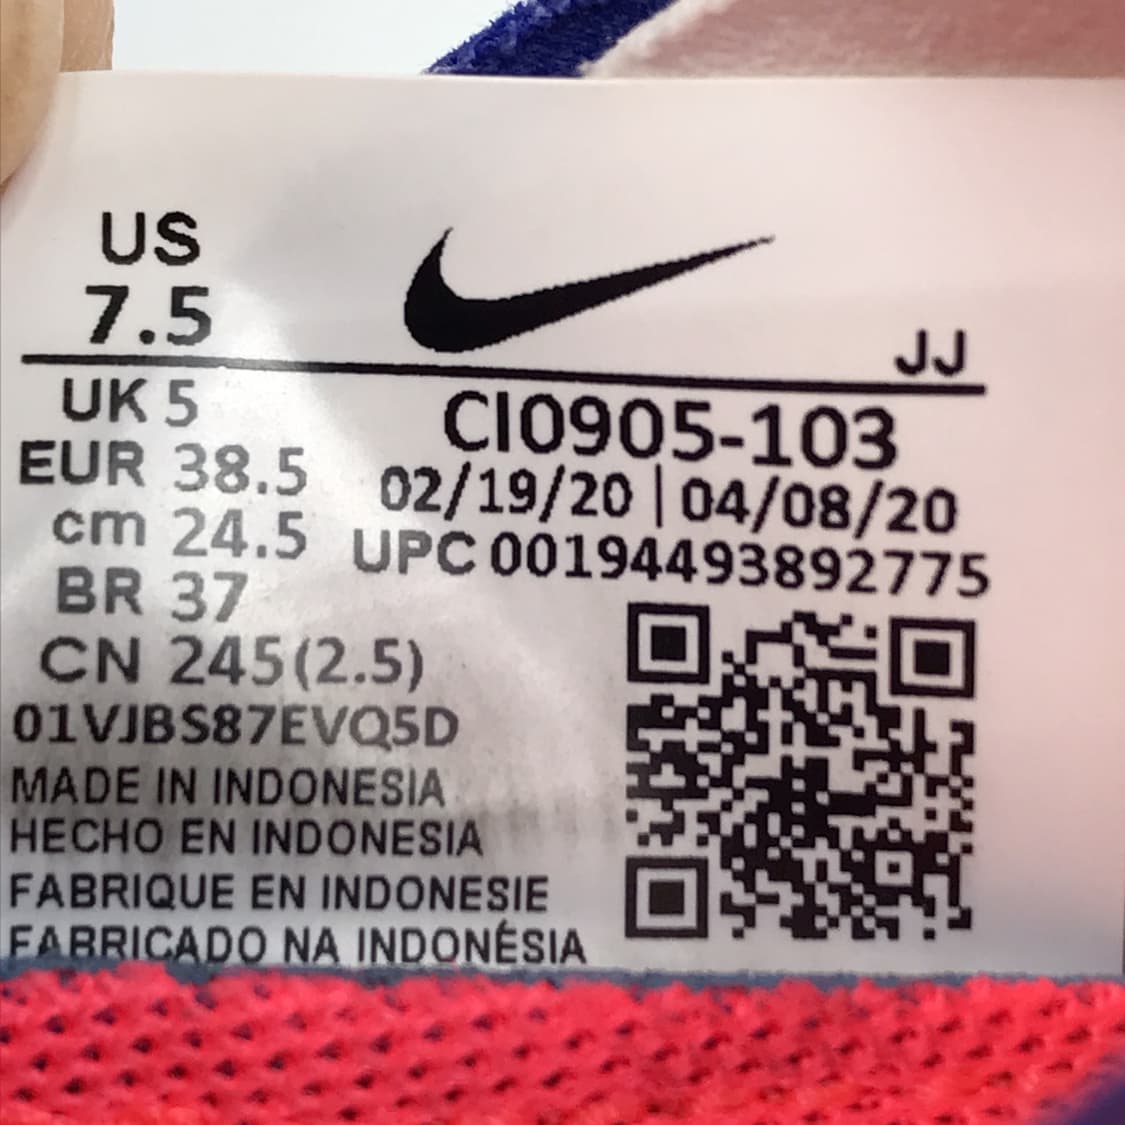 US
7.5
JJ
UK 5
EUR 38.5
cm 24.5
BR 37
CN 245(2.5)
CI0905-103
02/19/20 | 04/08/20
UPC 00194493892775
01VJBS87EVQ5D
MADE IN INDONESIA
HECHO EN INDONESIA
FABRIQUE EN INDONESIE
FABRICADO NA INDONÉSIA